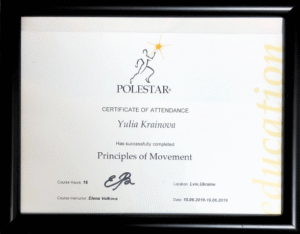 POLESTAR®
CERTIFICATE OF ATTENDANCE
Yulia Krainova
Has successfully completed
Principles of Movement
Course Hours 16
Location Lviv,Ukraine
Course Instructor Elena Volkova
Date
education